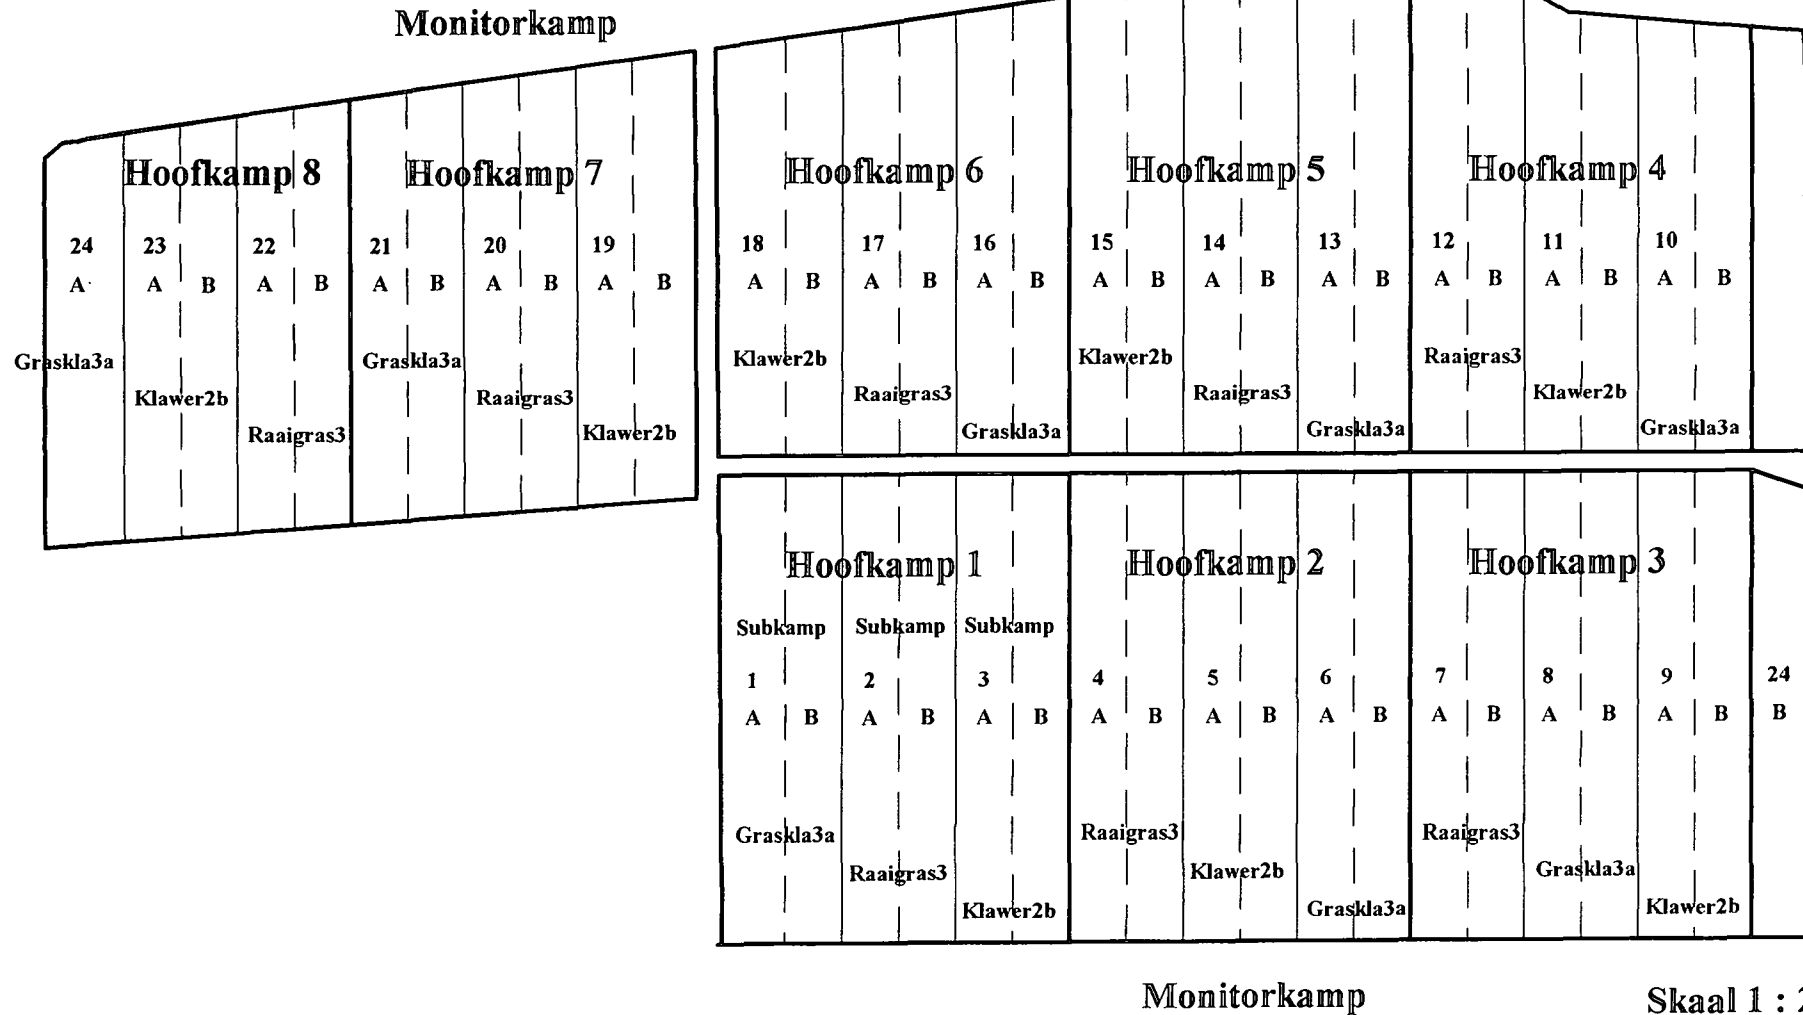 Monitorkamp
Hoofkamp 8
Hoofkamp 7
Hoofkamp 6
Hoofkamp 5
Hoofkamp 4
24 23 22 21 20 19 18 17 16 15 14 13 12 11 10
A A B A B A B A B A B A B A B A B A B A B A B A B A B A B
Graskla3a
Klawer2b
Raaigras3
Graskla3a
Raaigras3
Klawer2b
Klawer2b
Raaigras3
Graskla3a
Klawer2b
Raaigras3
Graskla3a
Raaigras3
Klawer2b
Graskla3a
Hoofkamp 1
Hoofkamp 2
Hoofkamp 3
Subkamp Subkamp Subkamp
1 2 3 4 5 6 7 8 9 24
A B A B A B A B A B A B A B A B A B B
Graskla3a
Raaigras3
Klawer2b
Raaigras3
Klawer2b
Graskla3a
Raaigras3
Graskla3a
Klawer2b
Monitorkamp
Skaal 1 :